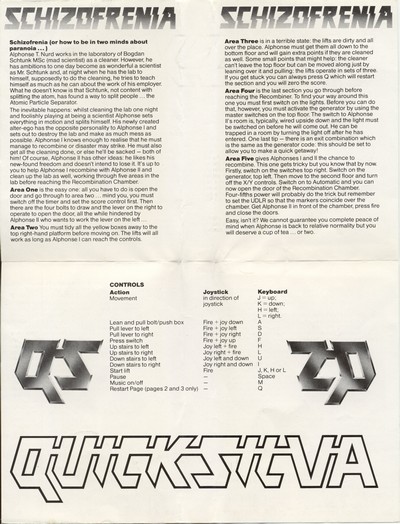 SCHIZOFRENIA
Schizofrenia (or how to be in two minds about
paranoia ... )
Alphonse T. Nurd works in the laboratory of Bogdan
Schtunk MSc (mad scientist) as a cleaner. However, he
has ambitions to one day become as wonderful a scientist
as Mr. Schtunk and, at night when he has the lab to
himself, supposedly to do the cleaning, he tries to teach
himself as much as he can about the work of his employer.
What he doesn't know is that Schtunk, not content with
splitting the atom, has found a way to split people ... the
Atomic Particle Seperator.
The inevitable happens: whilst cleaning the lab one night
and foolishly playing at being a scientist Alphonse sets
everything in motion and splits himself. His newly created
alter-ego has the opposite personality to Alphonse I and
sets out to destroy the lab and make as much mess as
possible. Alphonse I knows enough to realise that he must
manage to recombine or disaster may strike. He must also
get all the cleaning done, or else he'll be sacked – both of
him! Of course, Alphonse II has other ideas: he likes his
new-found freedom and doesn't intend to lose it. It's up to
you to help Alphonse I recombine with Alphonse II and
clean up the lab as well, working through five areas in the
lab before reaching the Recombination Chamber.
Area One is the easy one: all you have to do is open the
door and go through to area two ... mind you, you must
switch off the timer and set the score control first. Then
there are the four bolts to draw and the lever on the right to
operate to open the door, all the while hindered by
Alphonse II who wants to work the lever on the left ...
Area Two You must tidy all the yellow boxes away to the
top right-hand platform before moving on. The lifts will all
work as long as Alphonse I can reach the controls.
SCHIZOFRENIA
Area Three is in a terrible state: the lifts are dirty and all
over the place. Alphonse must get them all down to the
bottom floor and will gain extra points if they are cleaned
as well. Some small points that might help: the cleaner
can't leave the top floor but can be moved along just by
leaning over it and pulling: the lifts operate in sets of three.
If you get stuck you can always press Q which will restart
the section and you will zero the score.
Area Four is the last section you go through before
reaching the Recombiner. To find your way around this
one you must first switch on the lights. Before you can do
that, however, you must activate the generator by using the
master switches on the top floor. The switch to Alphonse
II's room is, typically, wired upside down and the light must
be switched on before he will come out. He can be
trapped in a room by turning the light off after he has
entered. One last tip – there is an exit combination which
is the same as the generator code: this should be set to
allow you to make a quick getaway!
Area Five gives Alphonses I and II the chance to
recombine. This one gets tricky but you know that by now.
Firstly, switch on the switches top right. Switch on the
generator, top left. Then move to the second floor and turn
off the X/Y controls. Switch on to Automatic and you can
now open the door of the Recombination Chamber.
Four-fifths power will probably do the trick but remember
to set the UDLR so that the markers coincide over the
chamber. Get Alphonse II in front of the chamber, press fire
and close the doors.
Easy, isn't it? We cannot guarantee you complete peace of
mind when Alphonse is back to relative normality but you
will deserve a cup of tea ... or two.
CONTROLS
Action Joystick Keyboard
Movement in direction of J = up;
joystick K = down;
H = left;
L = right.
Lean and pull bolt/push box Fire + joy down A
Pull lever to left Fire + joy left S
Pull lever to right Fire + joy right D
Press switch Fire + joy up F
Up stairs to left Joy left + fire H
Up stairs to right Joy right + fire L
Down stairs to left Joy left and down U
Down stairs to right Joy right and down I
Start lift Fire J, K, H or L
Pause – Space
Music on/off – M
Restart Page (pages 2 and 3 only) – Q
QS
QUICKSILVA